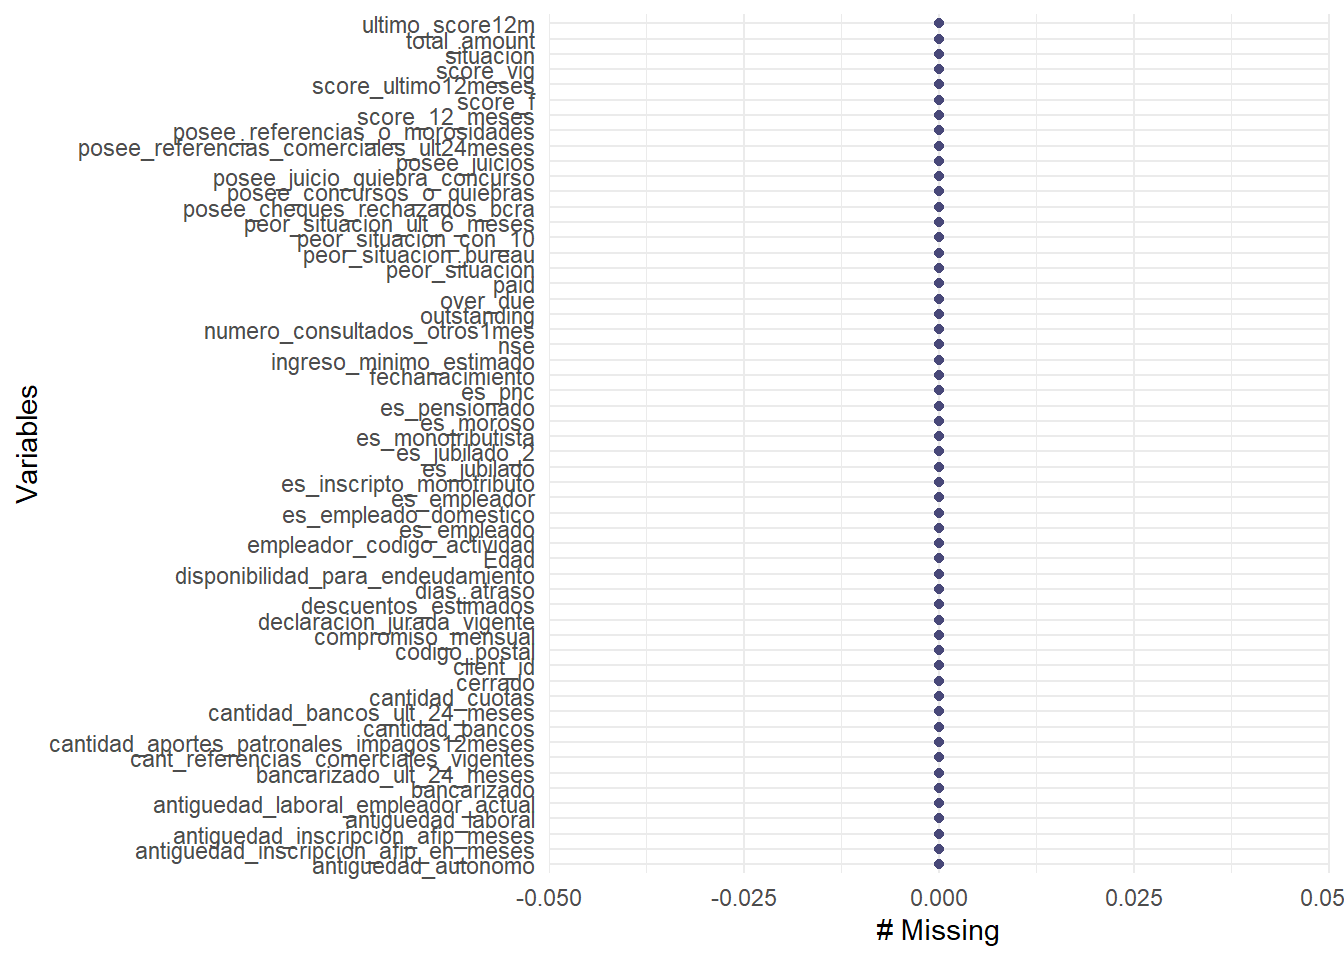 ultimo_score12m
total_amount
situacion
score_vig
score_ultimo12meses
score_f
score_12_meses
posee_referencias_o_morosidades
posee_referencias_comerciales_ult24meses
posee_juicios
posee_juicio_quiebra_concurso
posee_concursos_o_quiebras
posee_cheques_rechazados_bcra
peor_situacion_ult_6_meses
peor_situacion_con_10
peor_situacion_bureau
peor_situacion
paid
over_due
outstanding
numero_consultados_otros1mes
nse
ingreso_minimo_estimado
fechanacimiento
es_pnc
es_pensionado
es_moroso
es_monotributista
es_jubilado_2
es_jubilado
es_inscripto_monotributo
es_empleador
es_empleado_domestico
es_empleado
empleador_codigo_actividad
Edad
disponibilidad_para_endeudamiento
dias_atraso
descuentos_estimados
declaracion_jurada_vigente
compromiso_mensual
codigo_postal
client_id
cerrado
cantidad_cuotas
cantidad_bancos_ult_24_meses
cantidad_bancos
cantidad_aportes_patronales_impagos12meses
cant_referencias_comerciales_vigentes
bancarizado_ult_24_meses
bancarizado
antiguedad_laboral_empleador_actual
antiguedad_laboral
antiguedad_inscripcion_afip_meses
antiguedad_inscripcion_afip_en_meses
antiguedad_autonomo
Variables
-0.050 -0.025 0.000 0.025 0.05
# Missing